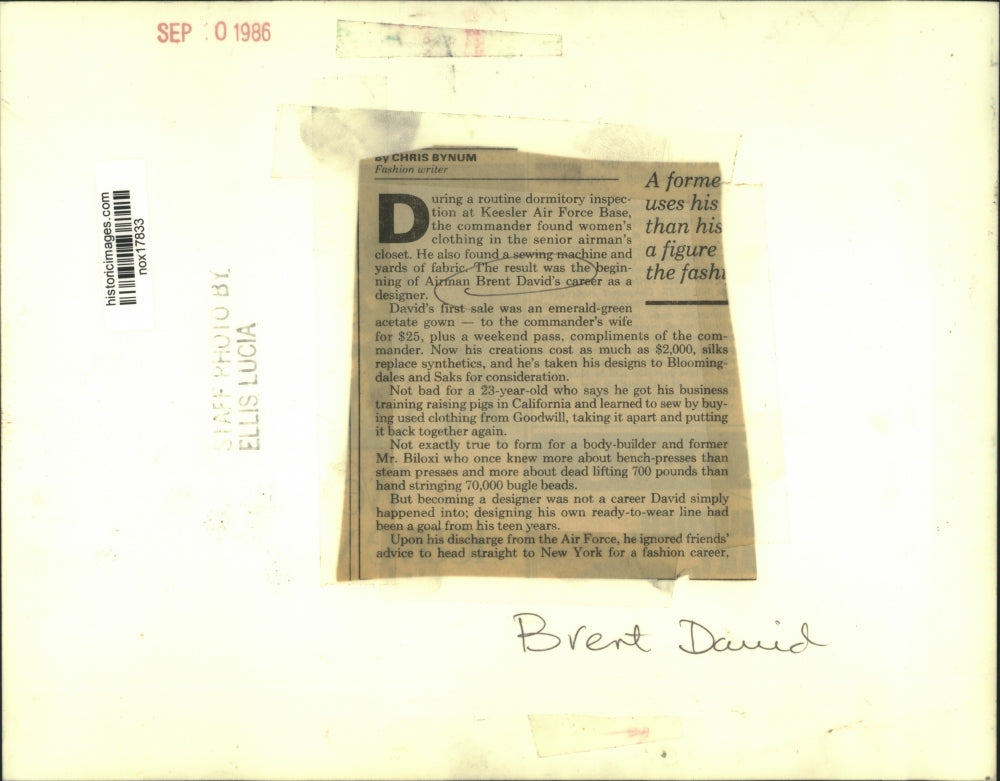 SEP 0 1986
historicimages.com
nox17833
STAFF PHOTO BY
ELLIS LUCIA
By CHRIS BYNUM
Fashion writer
During a routine dormitory inspec-
tion at Keesler Air Force Base,
the commander found women's
clothing in the senior airman's
closet. He also found a sewing machine and
yards of fabric. The result was the begin-
ning of Airman Brent David's career as a
designer.
David's first sale was an emerald-green
acetate gown — to the commander's wife
for $25, plus a weekend pass, compliments of the com-
mander. Now his creations cost as much as $2,000, silks
replace synthetics, and he's taken his designs to Blooming-
dales and Saks for consideration.
Not bad for a 23-year-old who says he got his business
training raising pigs in California and learned to sew by buy-
ing used clothing from Goodwill, taking it apart and putting
it back together again.
Not exactly true to form for a body-builder and former
Mr. Biloxi who once knew more about bench-presses than
steam presses and more about dead lifting 700 pounds than
hand stringing 70,000 bugle beads.
But becoming a designer was not a career David simply
happened into; designing his own ready-to-wear line had
been a goal from his teen years.
Upon his discharge from the Air Force, he ignored friends'
advice to head straight to New York for a fashion career,
A forme
uses his
than his
a figure
the fashi
Brent David